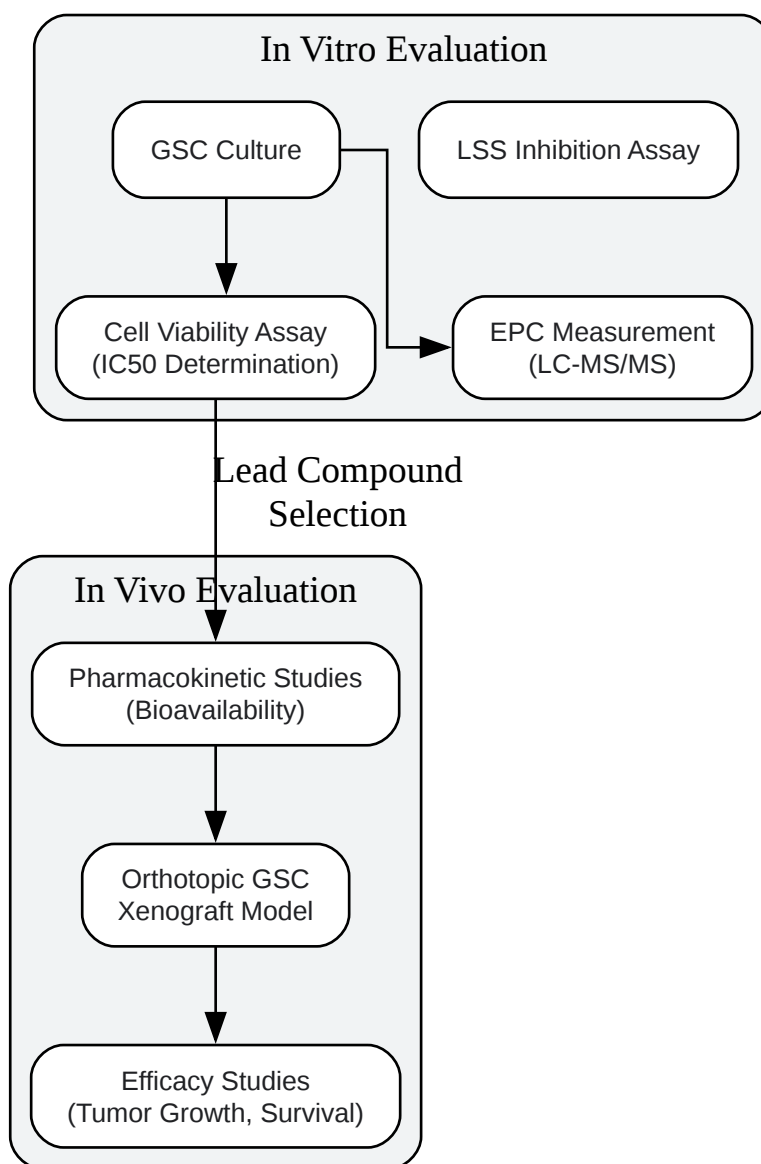 In Vitro Evaluation
GSC Culture
LSS Inhibition Assay
Cell Viability Assay
(IC50 Determination)
EPC Measurement
(LC-MS/MS)
Lead Compound
Selection
In Vivo Evaluation
Pharmacokinetic Studies
(Bioavailability)
Orthotopic GSC
Xenograft Model
Efficacy Studies
(Tumor Growth, Survival)